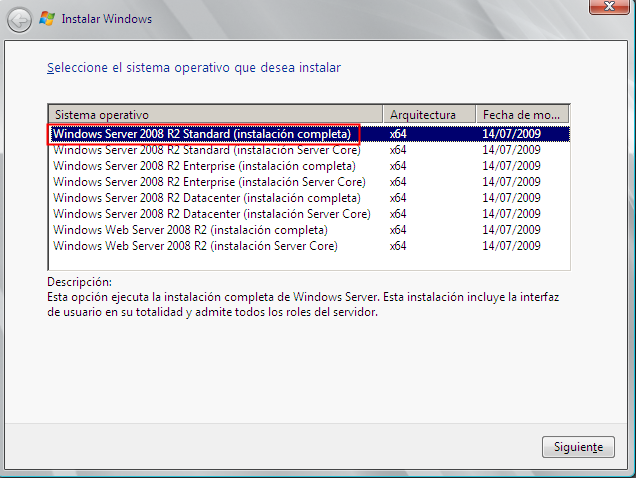 Instalar Windows
Seleccione el sistema operativo que desea instalar
Sistema operativo Arquitectura Fecha de mo...
Windows Server 2008 R2 Standard (instalación completa) x64 14/07/2009
Windows Server 2008 R2 Standard (instalación Server Core) x64 14/07/2009
Windows Server 2008 R2 Enterprise (instalación completa) x64 14/07/2009
Windows Server 2008 R2 Enterprise (instalación Server Core) x64 14/07/2009
Windows Server 2008 R2 Datacenter (instalación completa) x64 14/07/2009
Windows Server 2008 R2 Datacenter (instalación Server Core) x64 14/07/2009
Windows Web Server 2008 R2 (instalación completa) x64 14/07/2009
Windows Web Server 2008 R2 (instalación Server Core) x64 14/07/2009
Descripción:
Esta opción ejecuta la instalación completa de Windows Server. Esta instalación incluye la interfaz
de usuario en su totalidad y admite todos los roles del servidor.
Siguiente